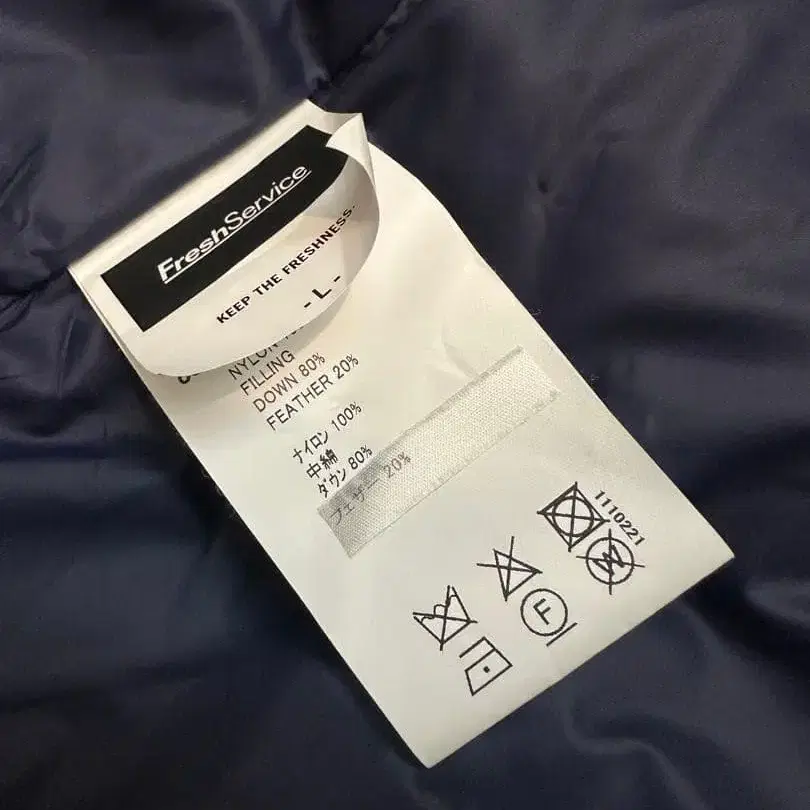 FreshService
KEEP THE FRESHNESS.
- L -
NYLON
FILLING
DOWN 80%
FEATHER 20%
ナイロン 100%
中綿
ダウン 80%
フェザー 20%
1110221
W
F